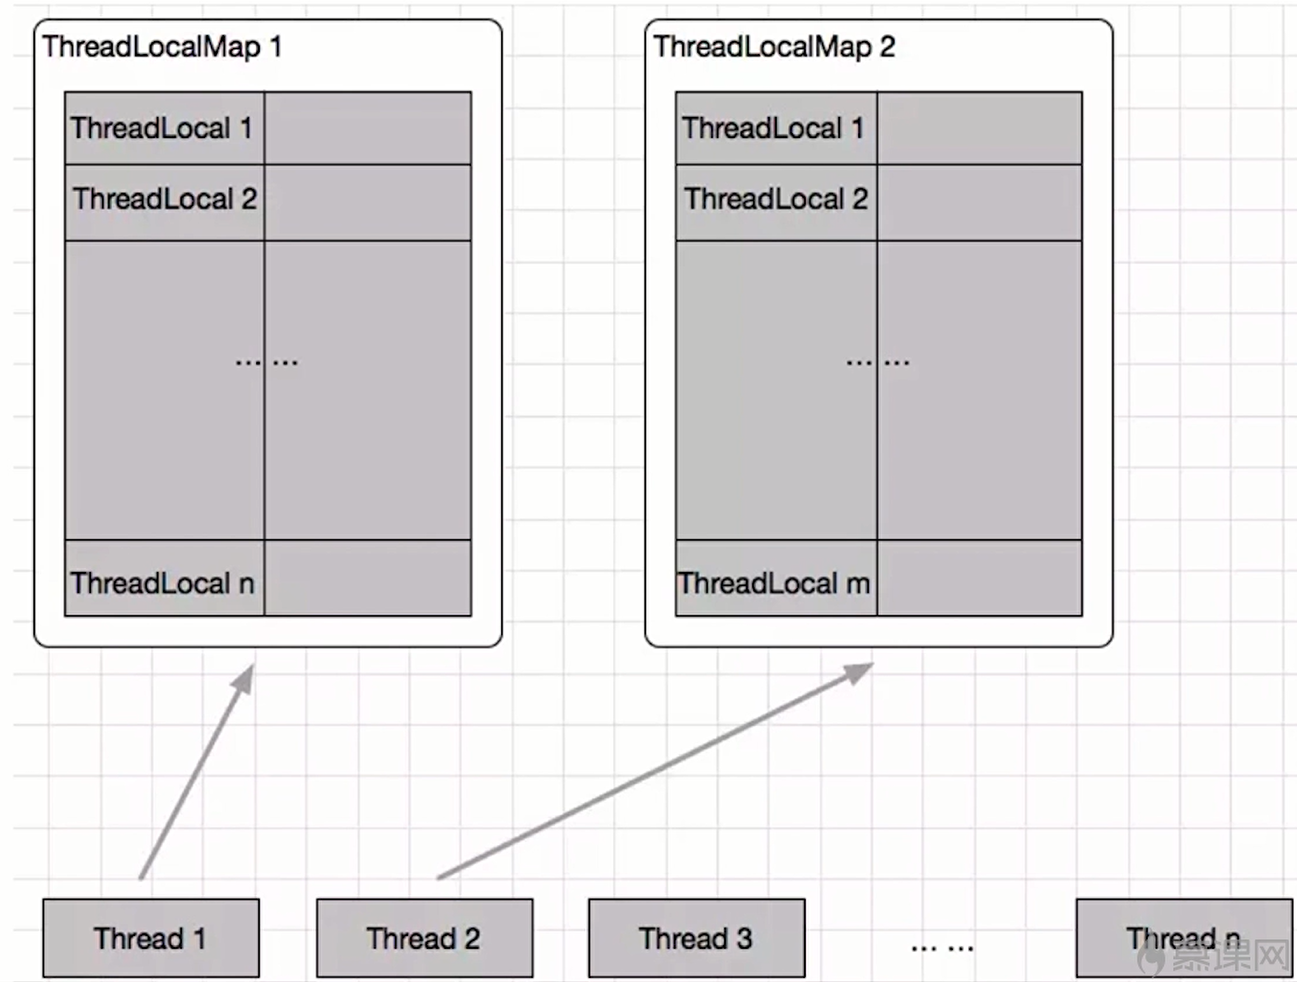 ThreadLocalMap 1
ThreadLocal 1
ThreadLocal 2
... ...
ThreadLocal n
ThreadLocalMap 2
ThreadLocal 1
ThreadLocal 2
... ...
ThreadLocal m
Thread 1
Thread 2
Thread 3
... ...
Thread n
慕课网